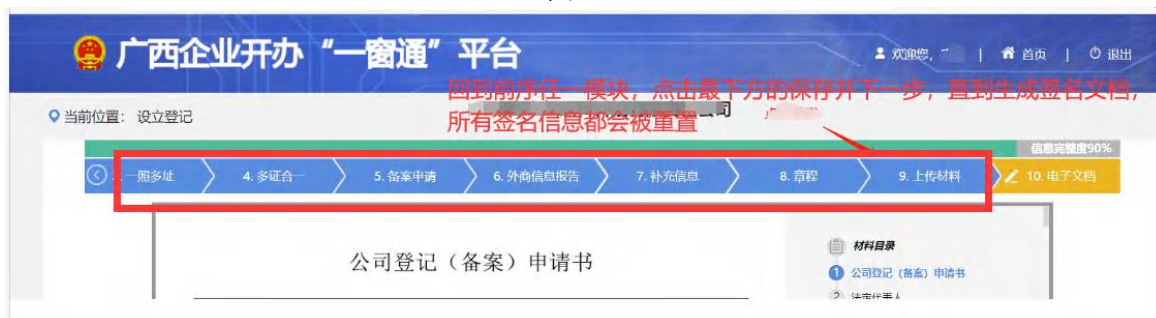 广西企业开办“一窗通”平台
欢迎您, | 首页 | 退出
回到前序任一模块，点击最下方的保存并下一步，直到生成签名文档，
所有签名信息都会被重置
当前位置： 设立登记
司
信息完整度90%
一照多址 4. 多证合一 5. 备案申请 6. 外商信息报告 7. 补充信息 8. 章程 9. 上传材料 10. 电子文档
公司登记（备案）申请书
材料目录
1 公司登记（备案）申请书
2 法定代表人